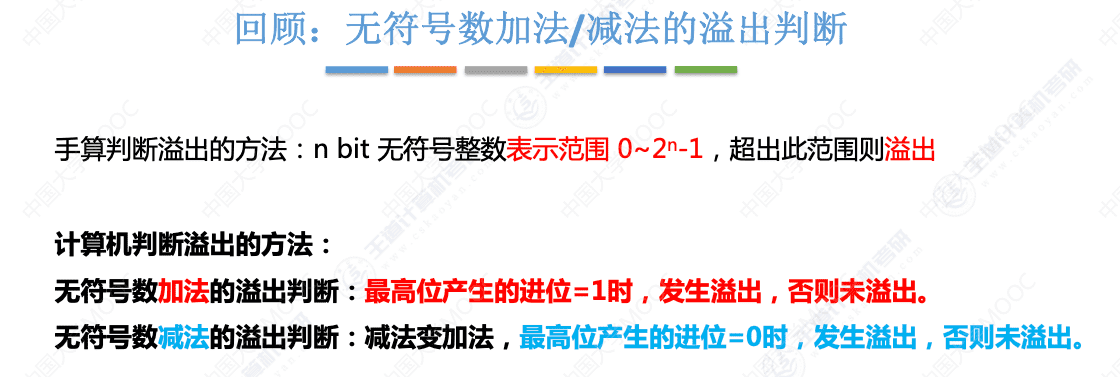 回顾：无符号数加法/减法的溢出判断
手算判断溢出的方法：n bit 无符号整数表示范围 0~2ⁿ-1，超出此范围则溢出
计算机判断溢出的方法：
无符号数加法的溢出判断：最高位产生的进位=1时，发生溢出，否则未溢出。
无符号数减法的溢出判断：减法变加法，最高位产生的进位=0时，发生溢出，否则未溢出。